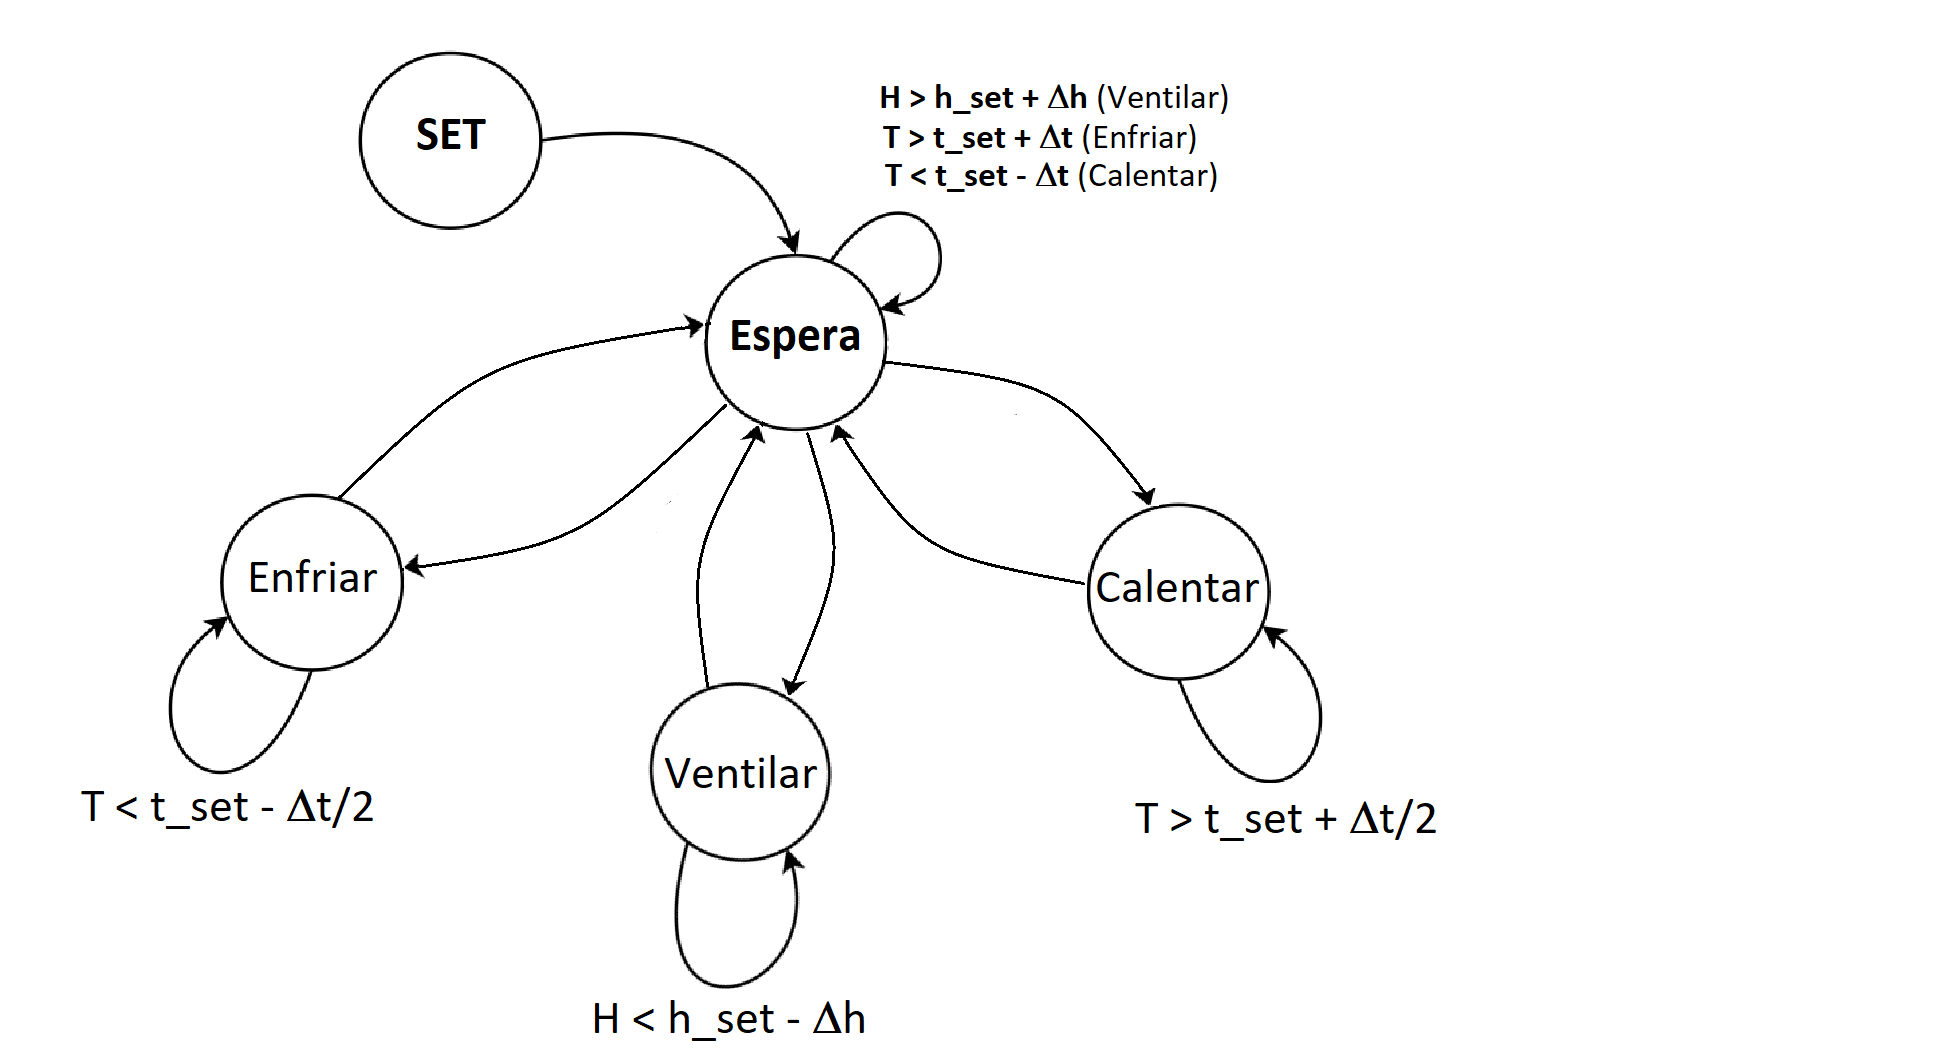 SET
H > h_set + Δh (Ventilar)
T > t_set + Δt (Enfriar)
T < t_set - Δt (Calentar)
Espera
Enfriar
Calentar
Ventilar
T < t_set - Δt/2
T > t_set + Δt/2
H < h_set - Δh